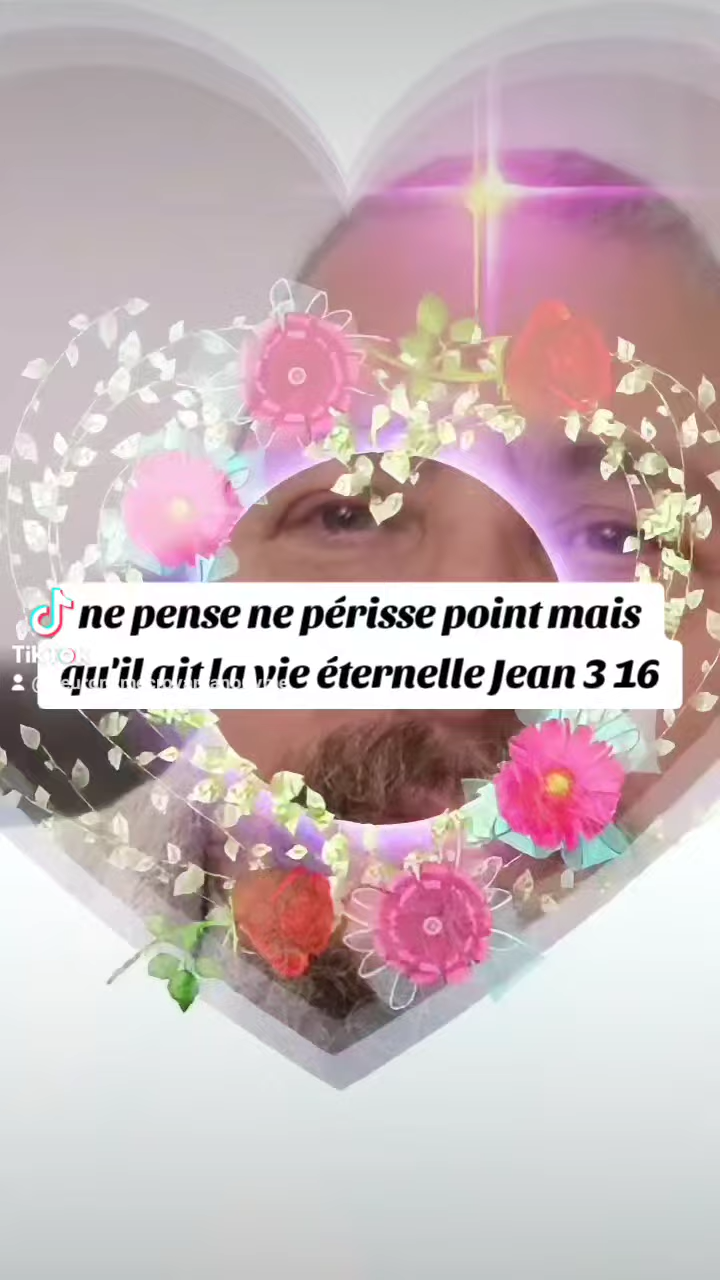 ne pense ne périsse point mais
qu'il ait la vie éternelle Jean 3 16
TikTok